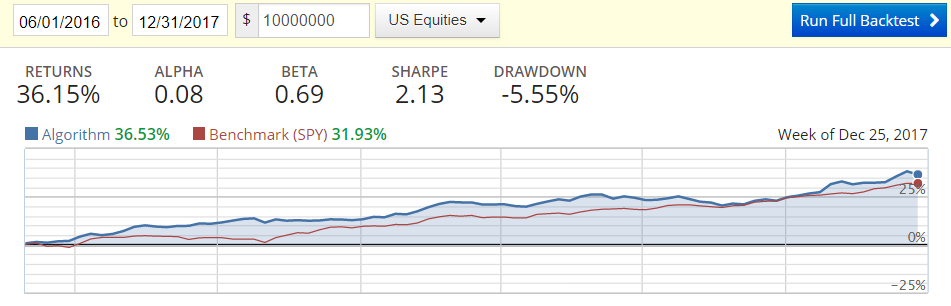 06/01/2016 to 12/31/2017 $ 10000000 US Equities Run Full Backtest
RETURNS ALPHA BETA SHARPE DRAWDOWN
36.15% 0.08 0.69 2.13 -5.55%
Algorithm 36.53% Benchmark (SPY) 31.93% Week of Dec 25, 2017
25%
0%
−25%